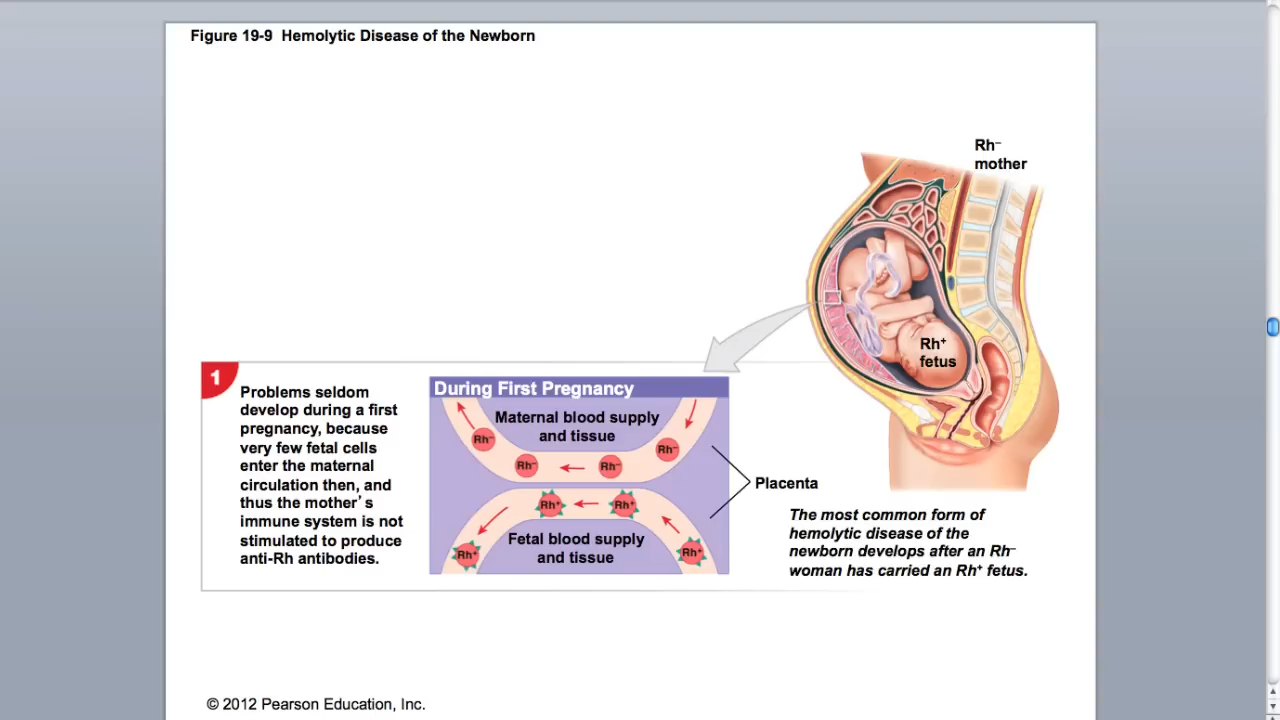 Figure 19-9 Hemolytic Disease of the Newborn
Rh–
mother
Rh+
fetus
1
Problems seldom
develop during a first
pregnancy, because
very few fetal cells
enter the maternal
circulation then, and
thus the mother’s
immune system is not
stimulated to produce
anti-Rh antibodies.
During First Pregnancy
Maternal blood supply
and tissue
Rh–
Rh–
Rh–
Rh–
Rh+
Rh+
Rh+
Rh+
Fetal blood supply
and tissue
Placenta
The most common form of
hemolytic disease of the
newborn develops after an Rh–
woman has carried an Rh+ fetus.
© 2012 Pearson Education, Inc.